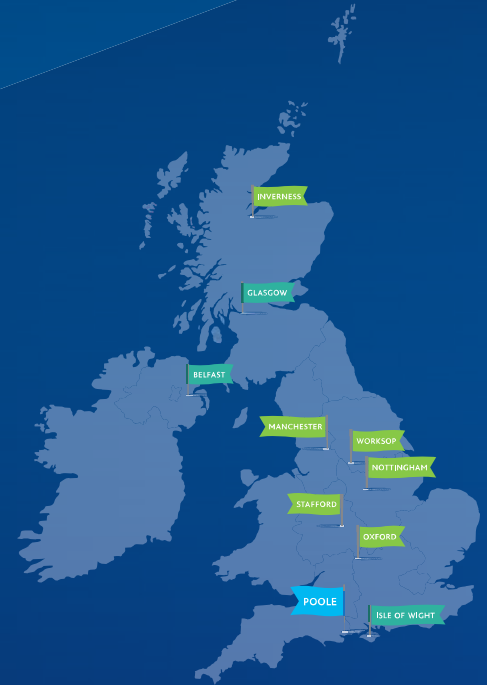 INVERNESS
GLASGOW
BELFAST
MANCHESTER
WORKSOP
NOTTINGHAM
STAFFORD
OXFORD
POOLE
ISLE OF WIGHT